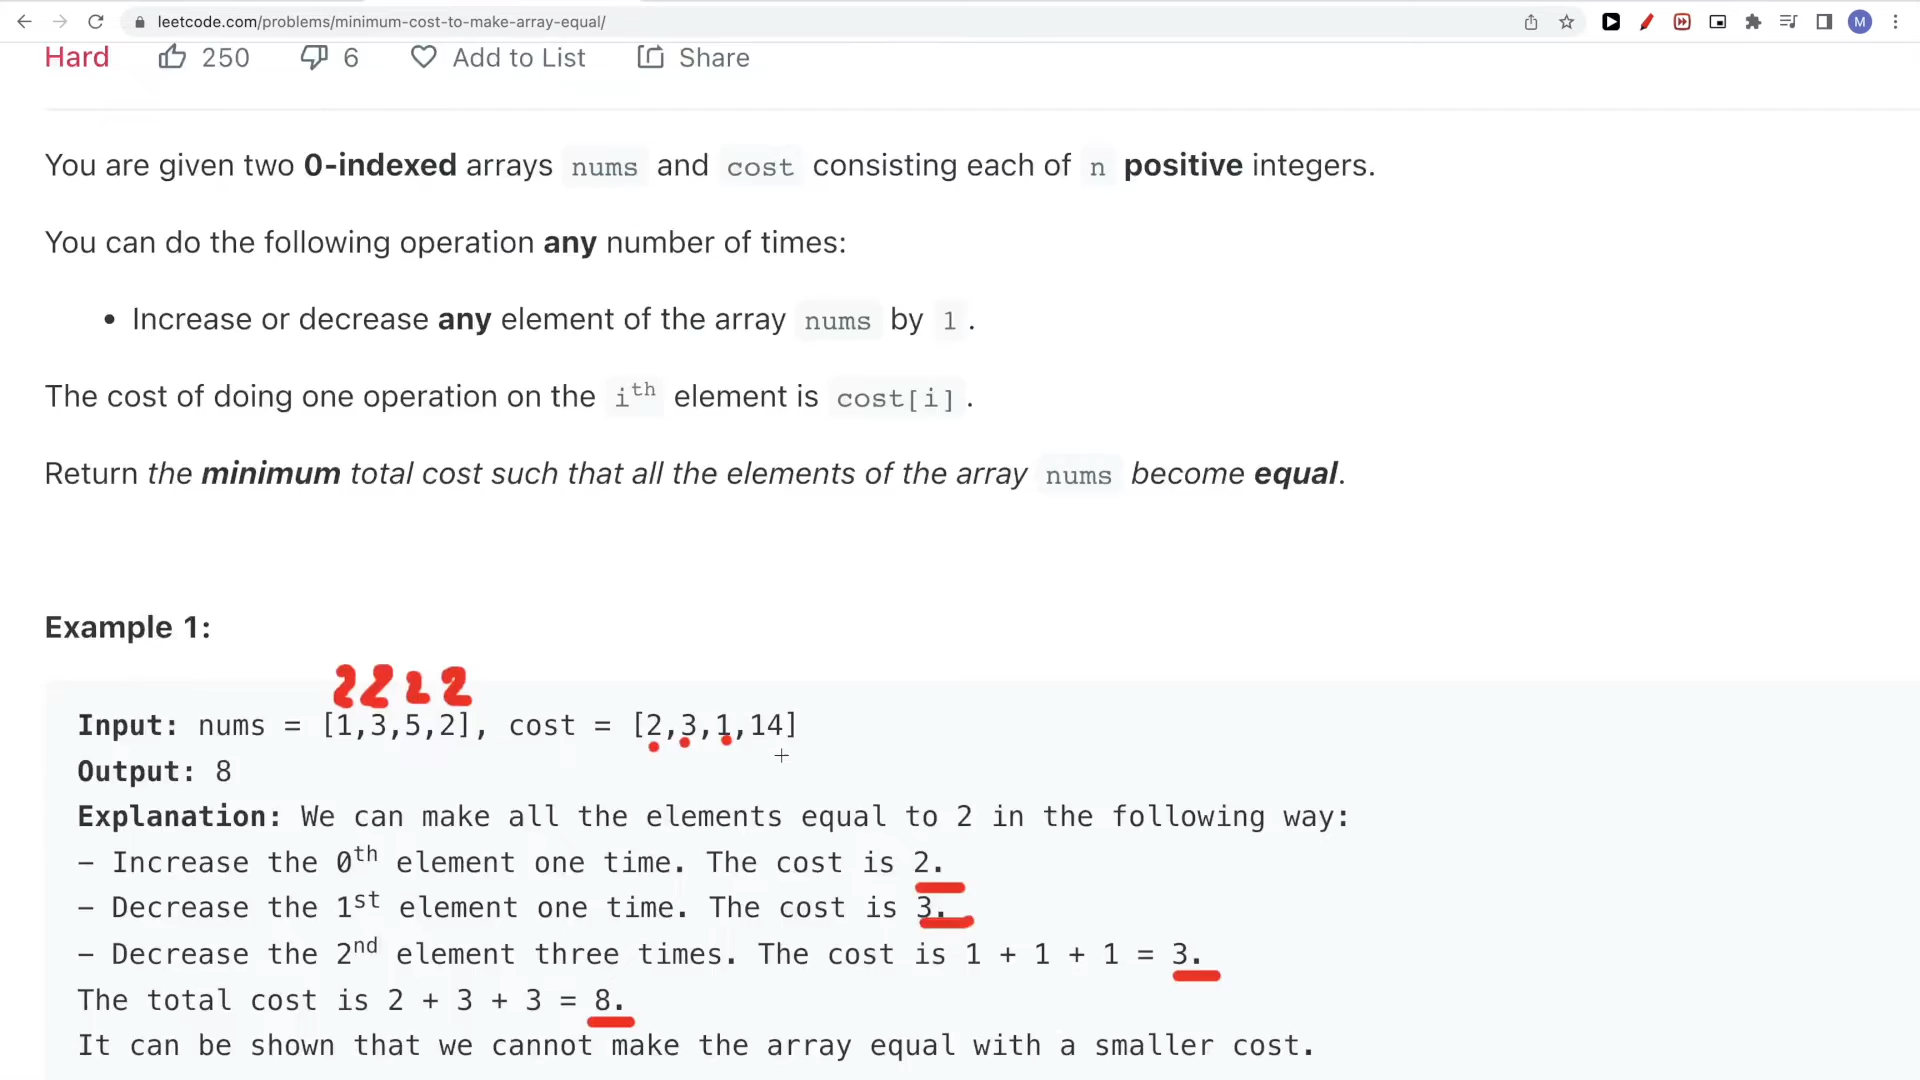 leetcode.com/problems/minimum-cost-to-make-array-equal/
M
Hard 250 6 Add to List Share
You are given two 0-indexed arrays nums and cost consisting each of n positive integers.
You can do the following operation any number of times:
• Increase or decrease any element of the array nums by 1.
The cost of doing one operation on the ith element is cost[i].
Return the minimum total cost such that all the elements of the array nums become equal.
Example 1:
2 2 2 2
Input: nums = [1,3,5,2], cost = [2,3,1,14]
Output: 8
Explanation: We can make all the elements equal to 2 in the following way:
– Increase the 0th element one time. The cost is 2.
– Decrease the 1st element one time. The cost is 3.
– Decrease the 2nd element three times. The cost is 1 + 1 + 1 = 3.
The total cost is 2 + 3 + 3 = 8.
It can be shown that we cannot make the array equal with a smaller cost.